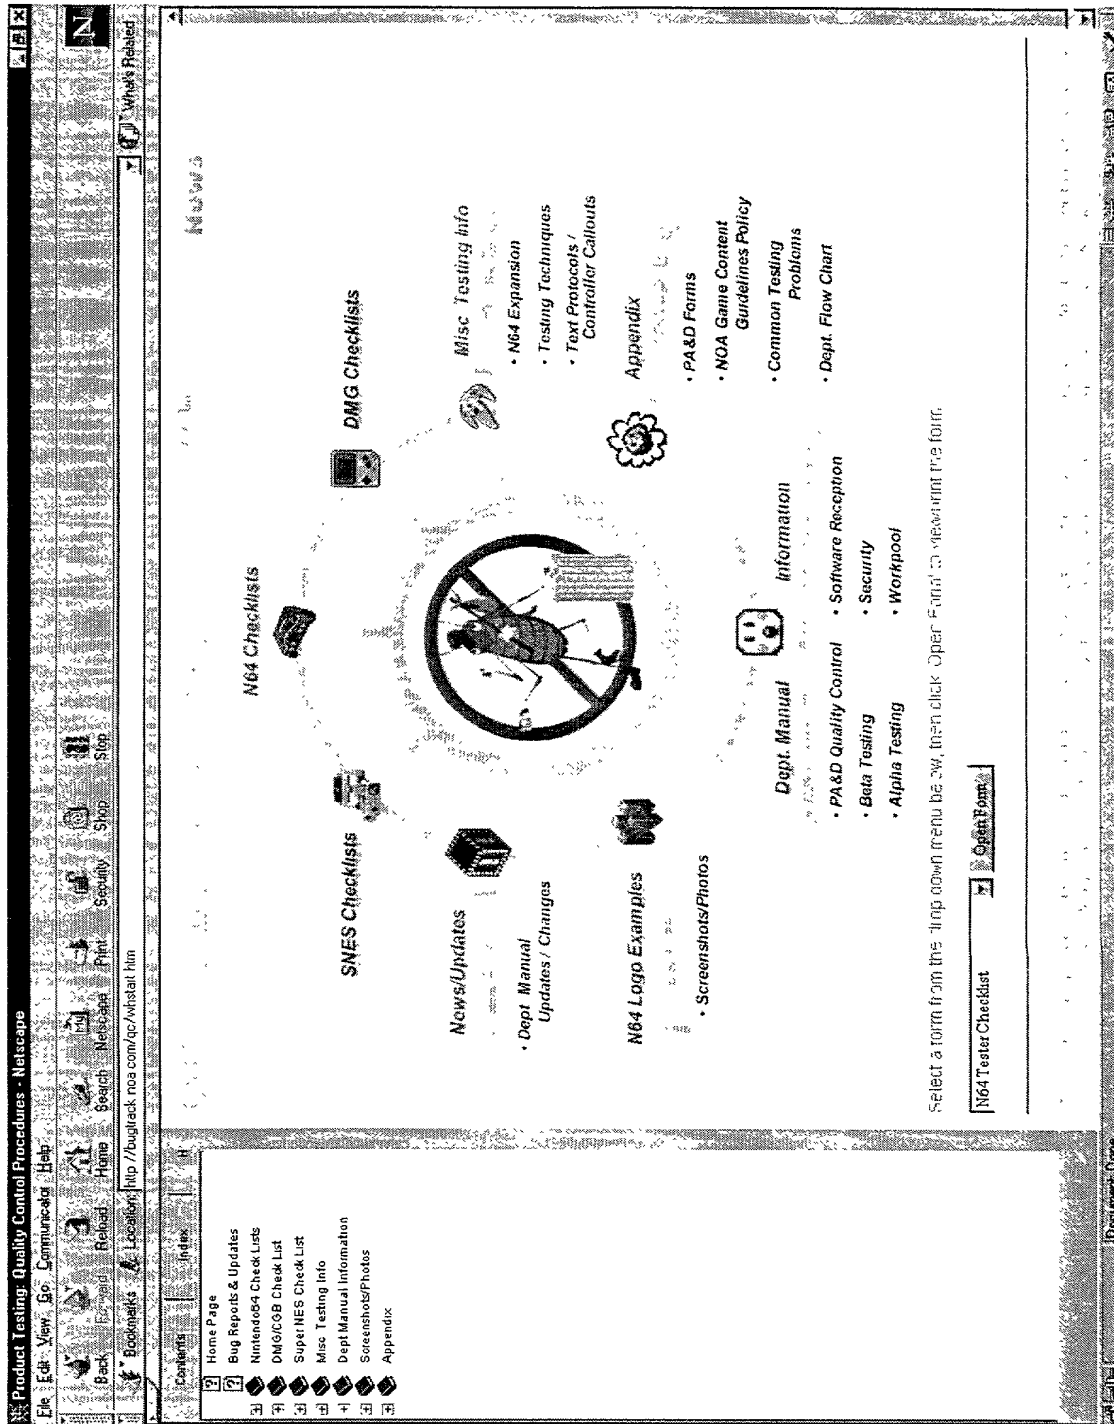 Product Testing: Quality Control Procedures - Netscape
File Edit View Go Communicator Help
Back Forward Reload Home Search Netscape Print Security Shop Stop
Bookmarks Location: http://bugtrack noa com/qc/whstart htm What's Related
Contents Index
Home Page
Bug Reports & Updates
Nintendo64 Check Lists
DMG/CGB Check List
Super NES Check List
Misc Testing Info
Dept Manual Information
Screenshots/Photos
Appendix
News
N64 Checklists
SNES Checklists
DMG Checklists
News/Updates
• Dept Manual
Updates / Changes
Misc Testing Info
• N64 Expansion
• Testing Techniques
• Text Protocols /
Controller Callouts
N64 Logo Examples
• Screenshots/Photos
Appendix
• PA&D Forms
• NOA Game Content
Guidelines Policy
• Common Testing
Problems
• Dept. Flow Chart
Dept. Manual Information
• PA&D Quality Control • Software Reception
• Beta Testing • Security
• Alpha Testing • Workpool
Select a form from the drop down menu below, then click Open Form to view/print the form.
N64 Tester Checklist Open Form
Document Done